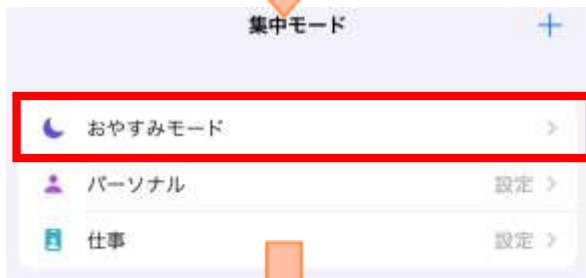 集中モード
おやすみモード
パーソナル 設定
仕事 設定